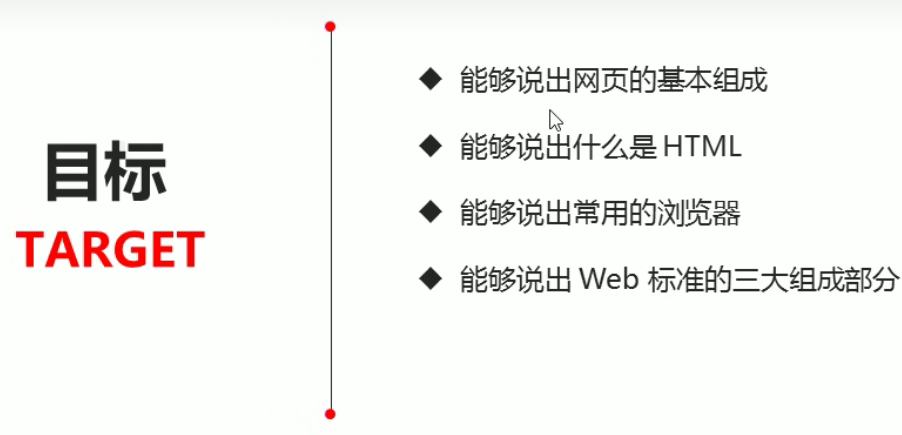 目标
TARGET
◆ 能够说出网页的基本组成
◆ 能够说出什么是 HTML
◆ 能够说出常用的浏览器
◆ 能够说出 Web 标准的三大组成部分